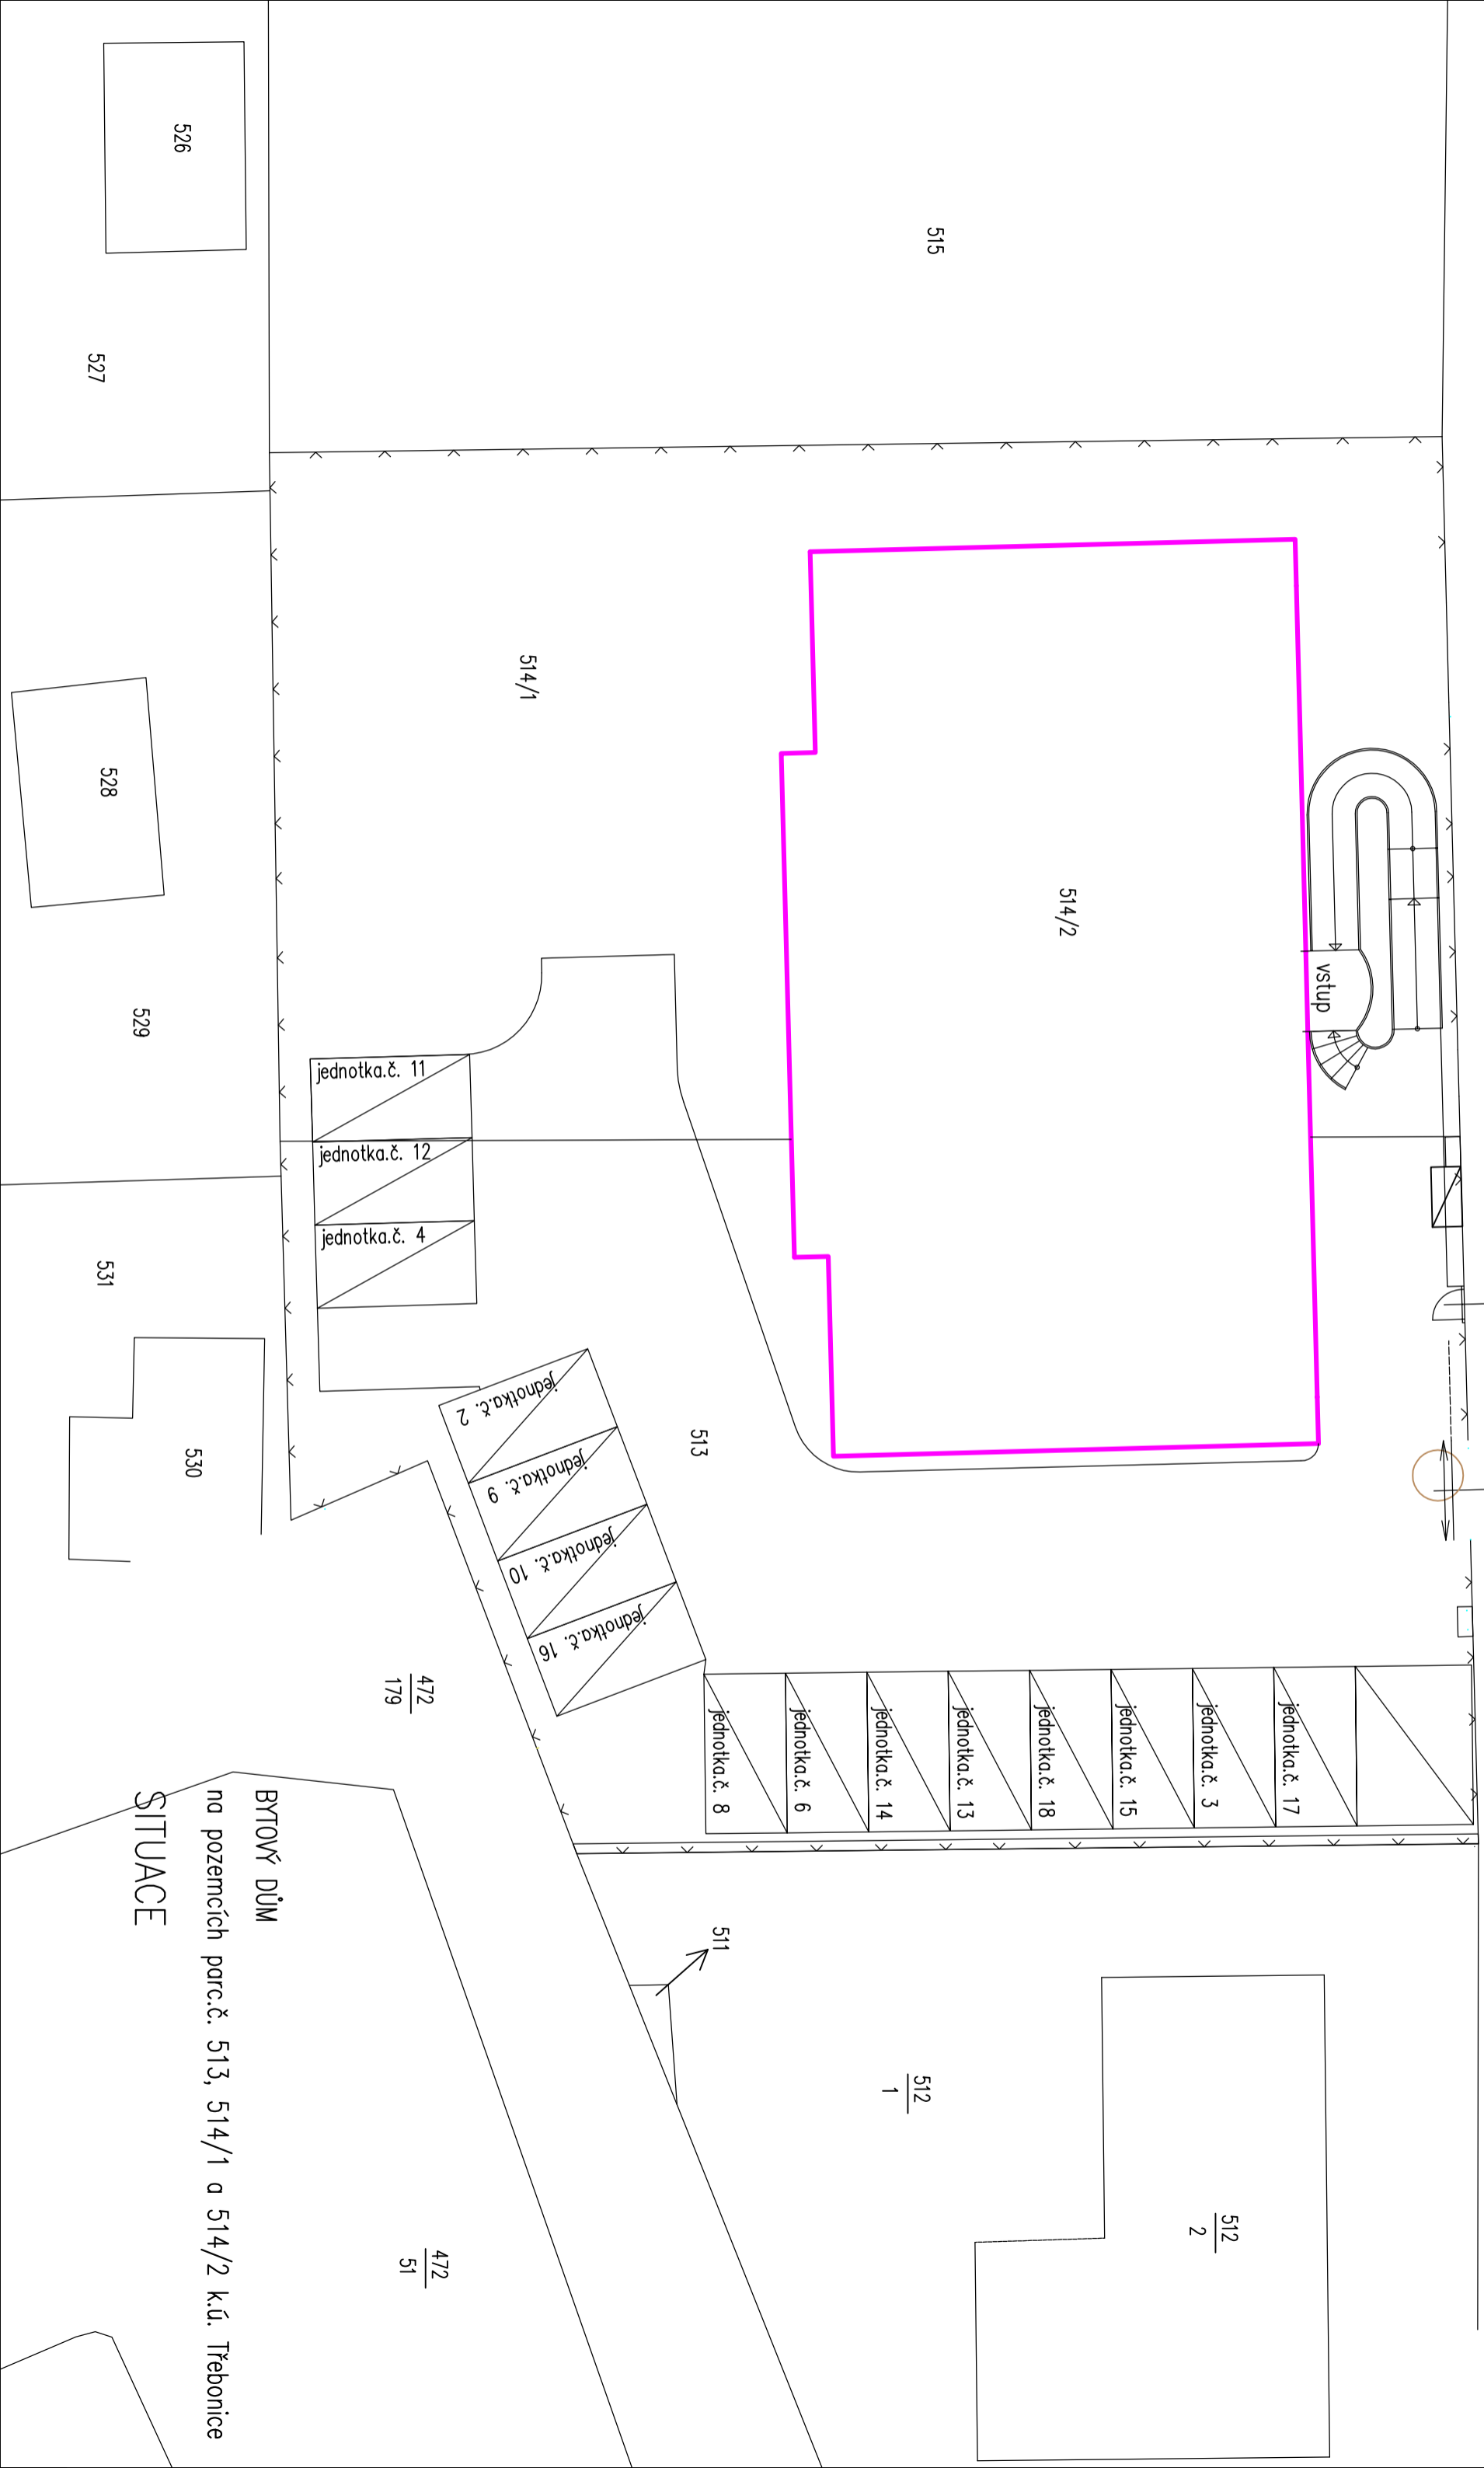 526
515
527
514/1
528
514/2
vstup
529
jednotka.č. 11
jednotka.č. 12
jednotka.č. 4
531
530
513
jednotka.č. 2
jednotka.č. 9
jednotka.č. 10
jednotka.č. 16
472
179
jednotka.č. 8
jednotka.č. 6
jednotka.č. 14
jednotka.č. 13
jednotka.č. 18
jednotka.č. 15
jednotka.č. 3
jednotka.č. 17
511
512
1
512
2
472
51
BYTOVÝ DŮM
na pozemcích parc.č. 513, 514/1 a 514/2 k.ú. Třebonice
SITUACE